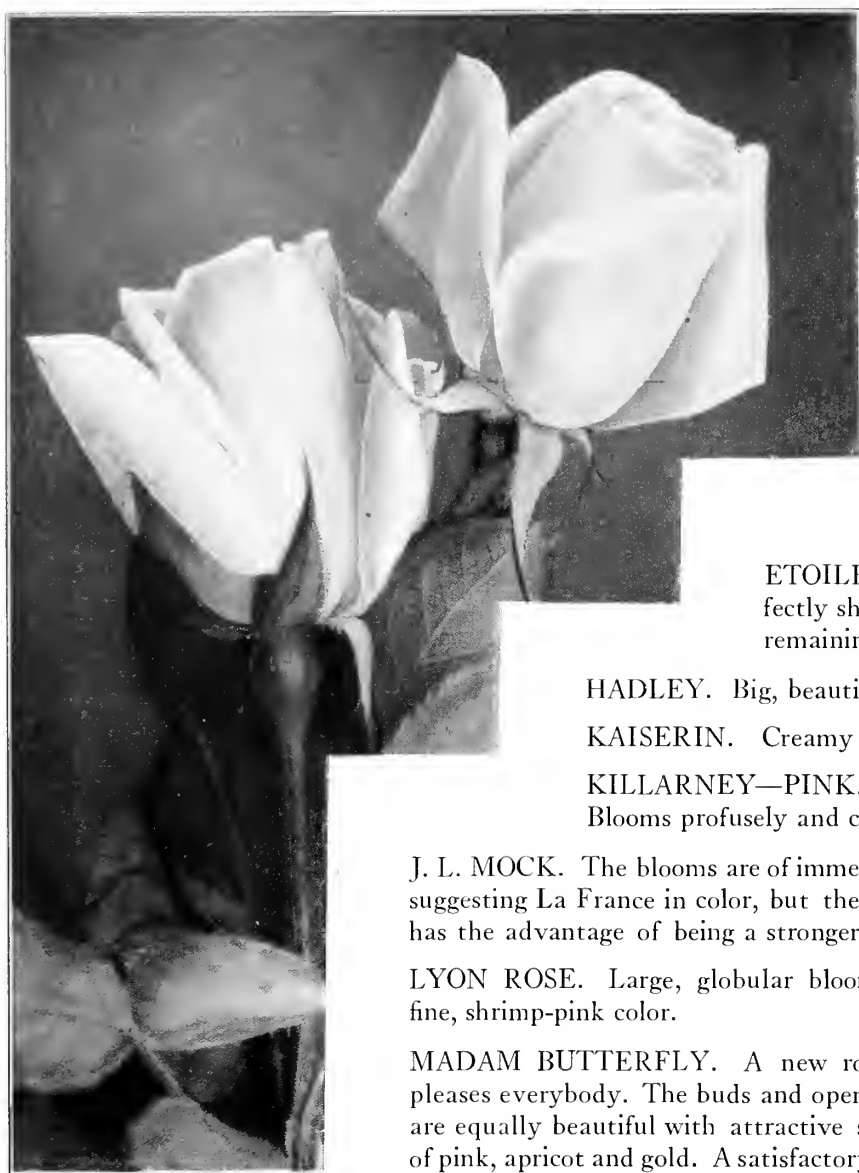 ETOILE
fectly sh
remainin
HADLEY. Big, beauti
KAISERIN. Creamy
KILLARNEY—PINK.
Blooms profusely and c
J. L. MOCK. The blooms are of imme
suggesting La France in color, but the
has the advantage of being a stronger
LYON ROSE. Large, globular bloom
fine, shrimp-pink color.
MADAM BUTTERFLY. A new ro
pleases everybody. The buds and open
are equally beautiful with attractive s
of pink, apricot and gold. A satisfactor